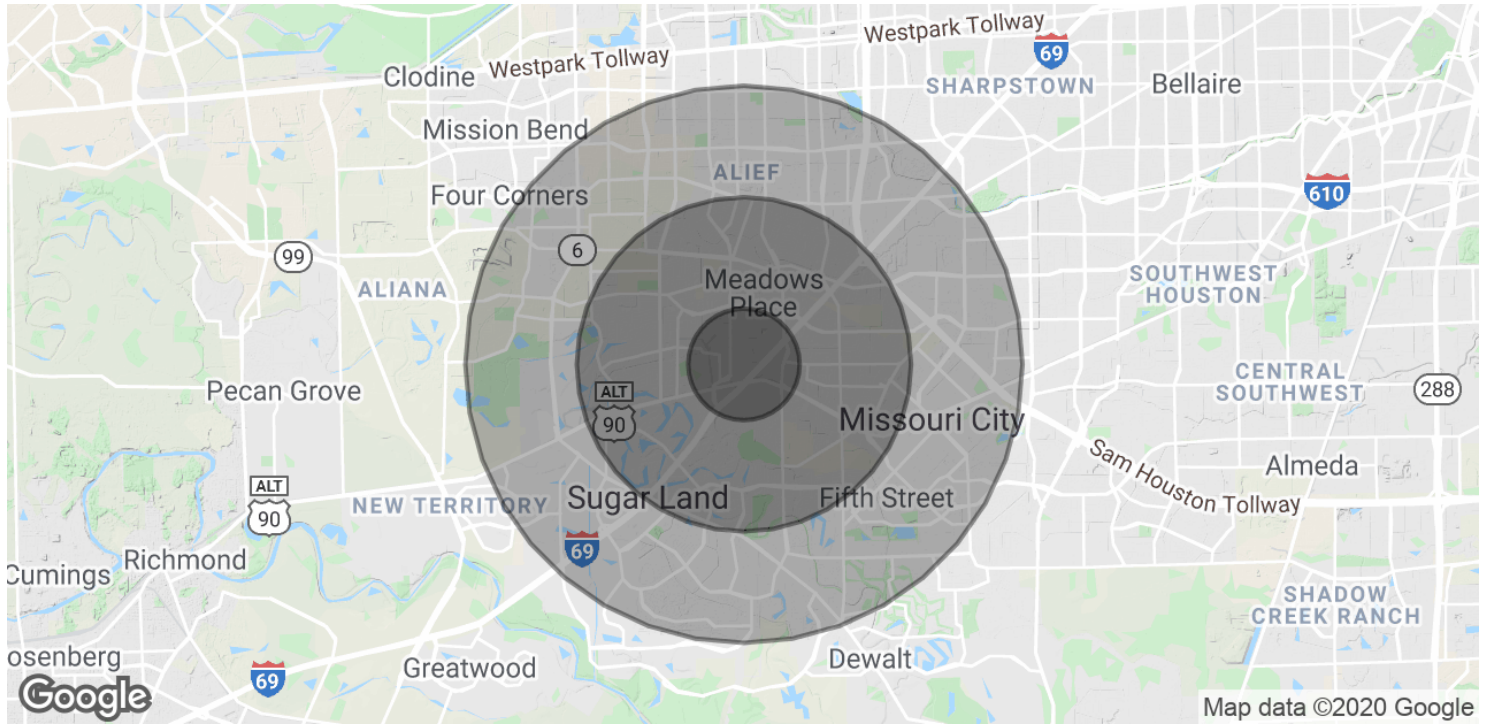 Westpark Tollway
69
Clodine
Westpark Tollway
SHARPSTOWN
Bellaire
Mission Bend
ALIEF
Four Corners
610
6
99
Meadows
Place
SOUTHWEST
HOUSTON
ALIANA
Pecan Grove
ALT
90
CENTRAL
SOUTHWEST
288
Missouri City
Sam Houston Tollway
Almeda
ALT
90
NEW TERRITORY
Sugar Land
Fifth Street
69
Richmond
Cumings
SHADOW
CREEK RANCH
osenberg
69
Greatwood
Dewalt
Google
Map data ©2020 Google